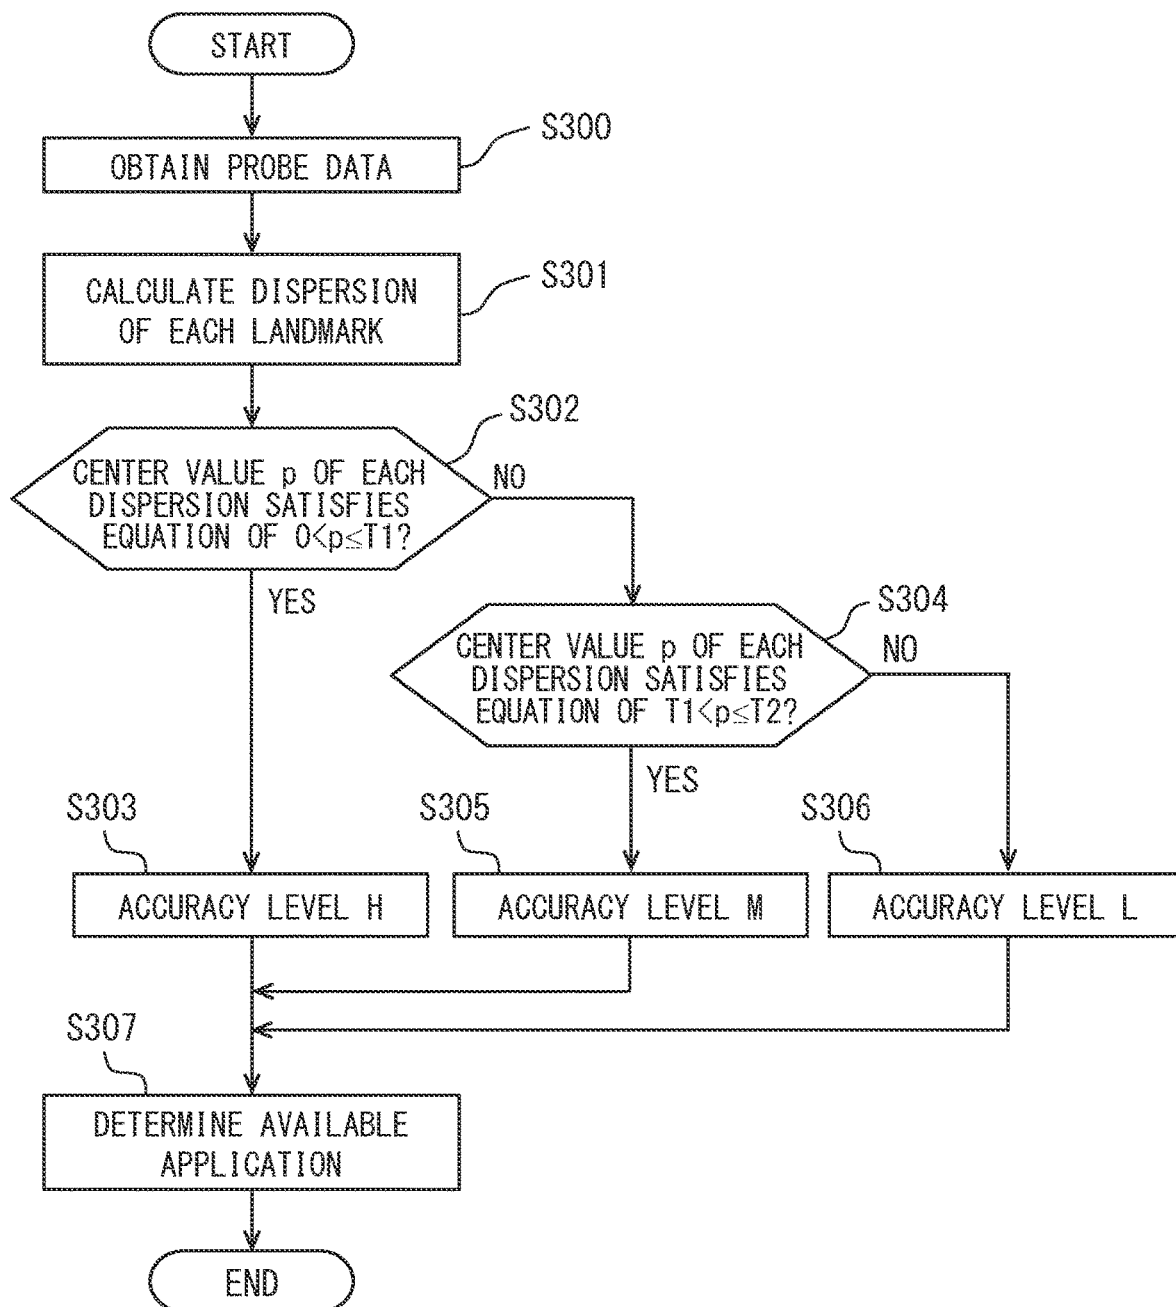 START
S300
OBTAIN PROBE DATA
S301
CALCULATE DISPERSION
OF EACH LANDMARK
S302
CENTER VALUE p OF EACH
DISPERSION SATISFIES
EQUATION OF 0<p≤T1?
NO
YES
S304
CENTER VALUE p OF EACH
DISPERSION SATISFIES
EQUATION OF T1<p≤T2?
NO
YES
S303
S305
S306
ACCURACY LEVEL H
ACCURACY LEVEL M
ACCURACY LEVEL L
S307
DETERMINE AVAILABLE
APPLICATION
END